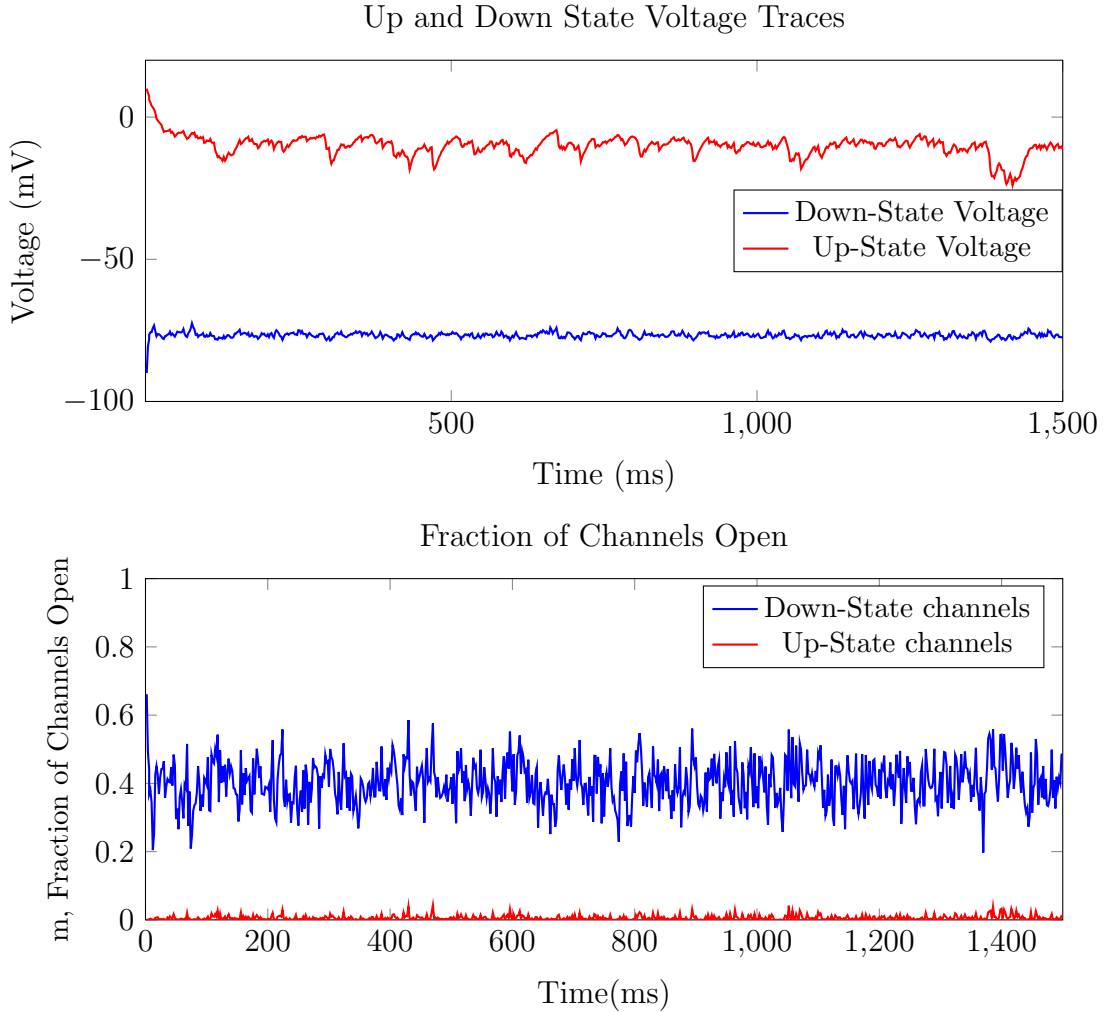 Up and Down State Voltage Traces
0
−50
−100
Voltage (mV)
Down-State Voltage
Up-State Voltage
500
1,000
1,500
Time (ms)
Fraction of Channels Open
1
0.8
0.6
0.4
0.2
0
m, Fraction of Channels Open
Down-State channels
Up-State channels
0
200
400
600
800
1,000
1,200
1,400
Time(ms)